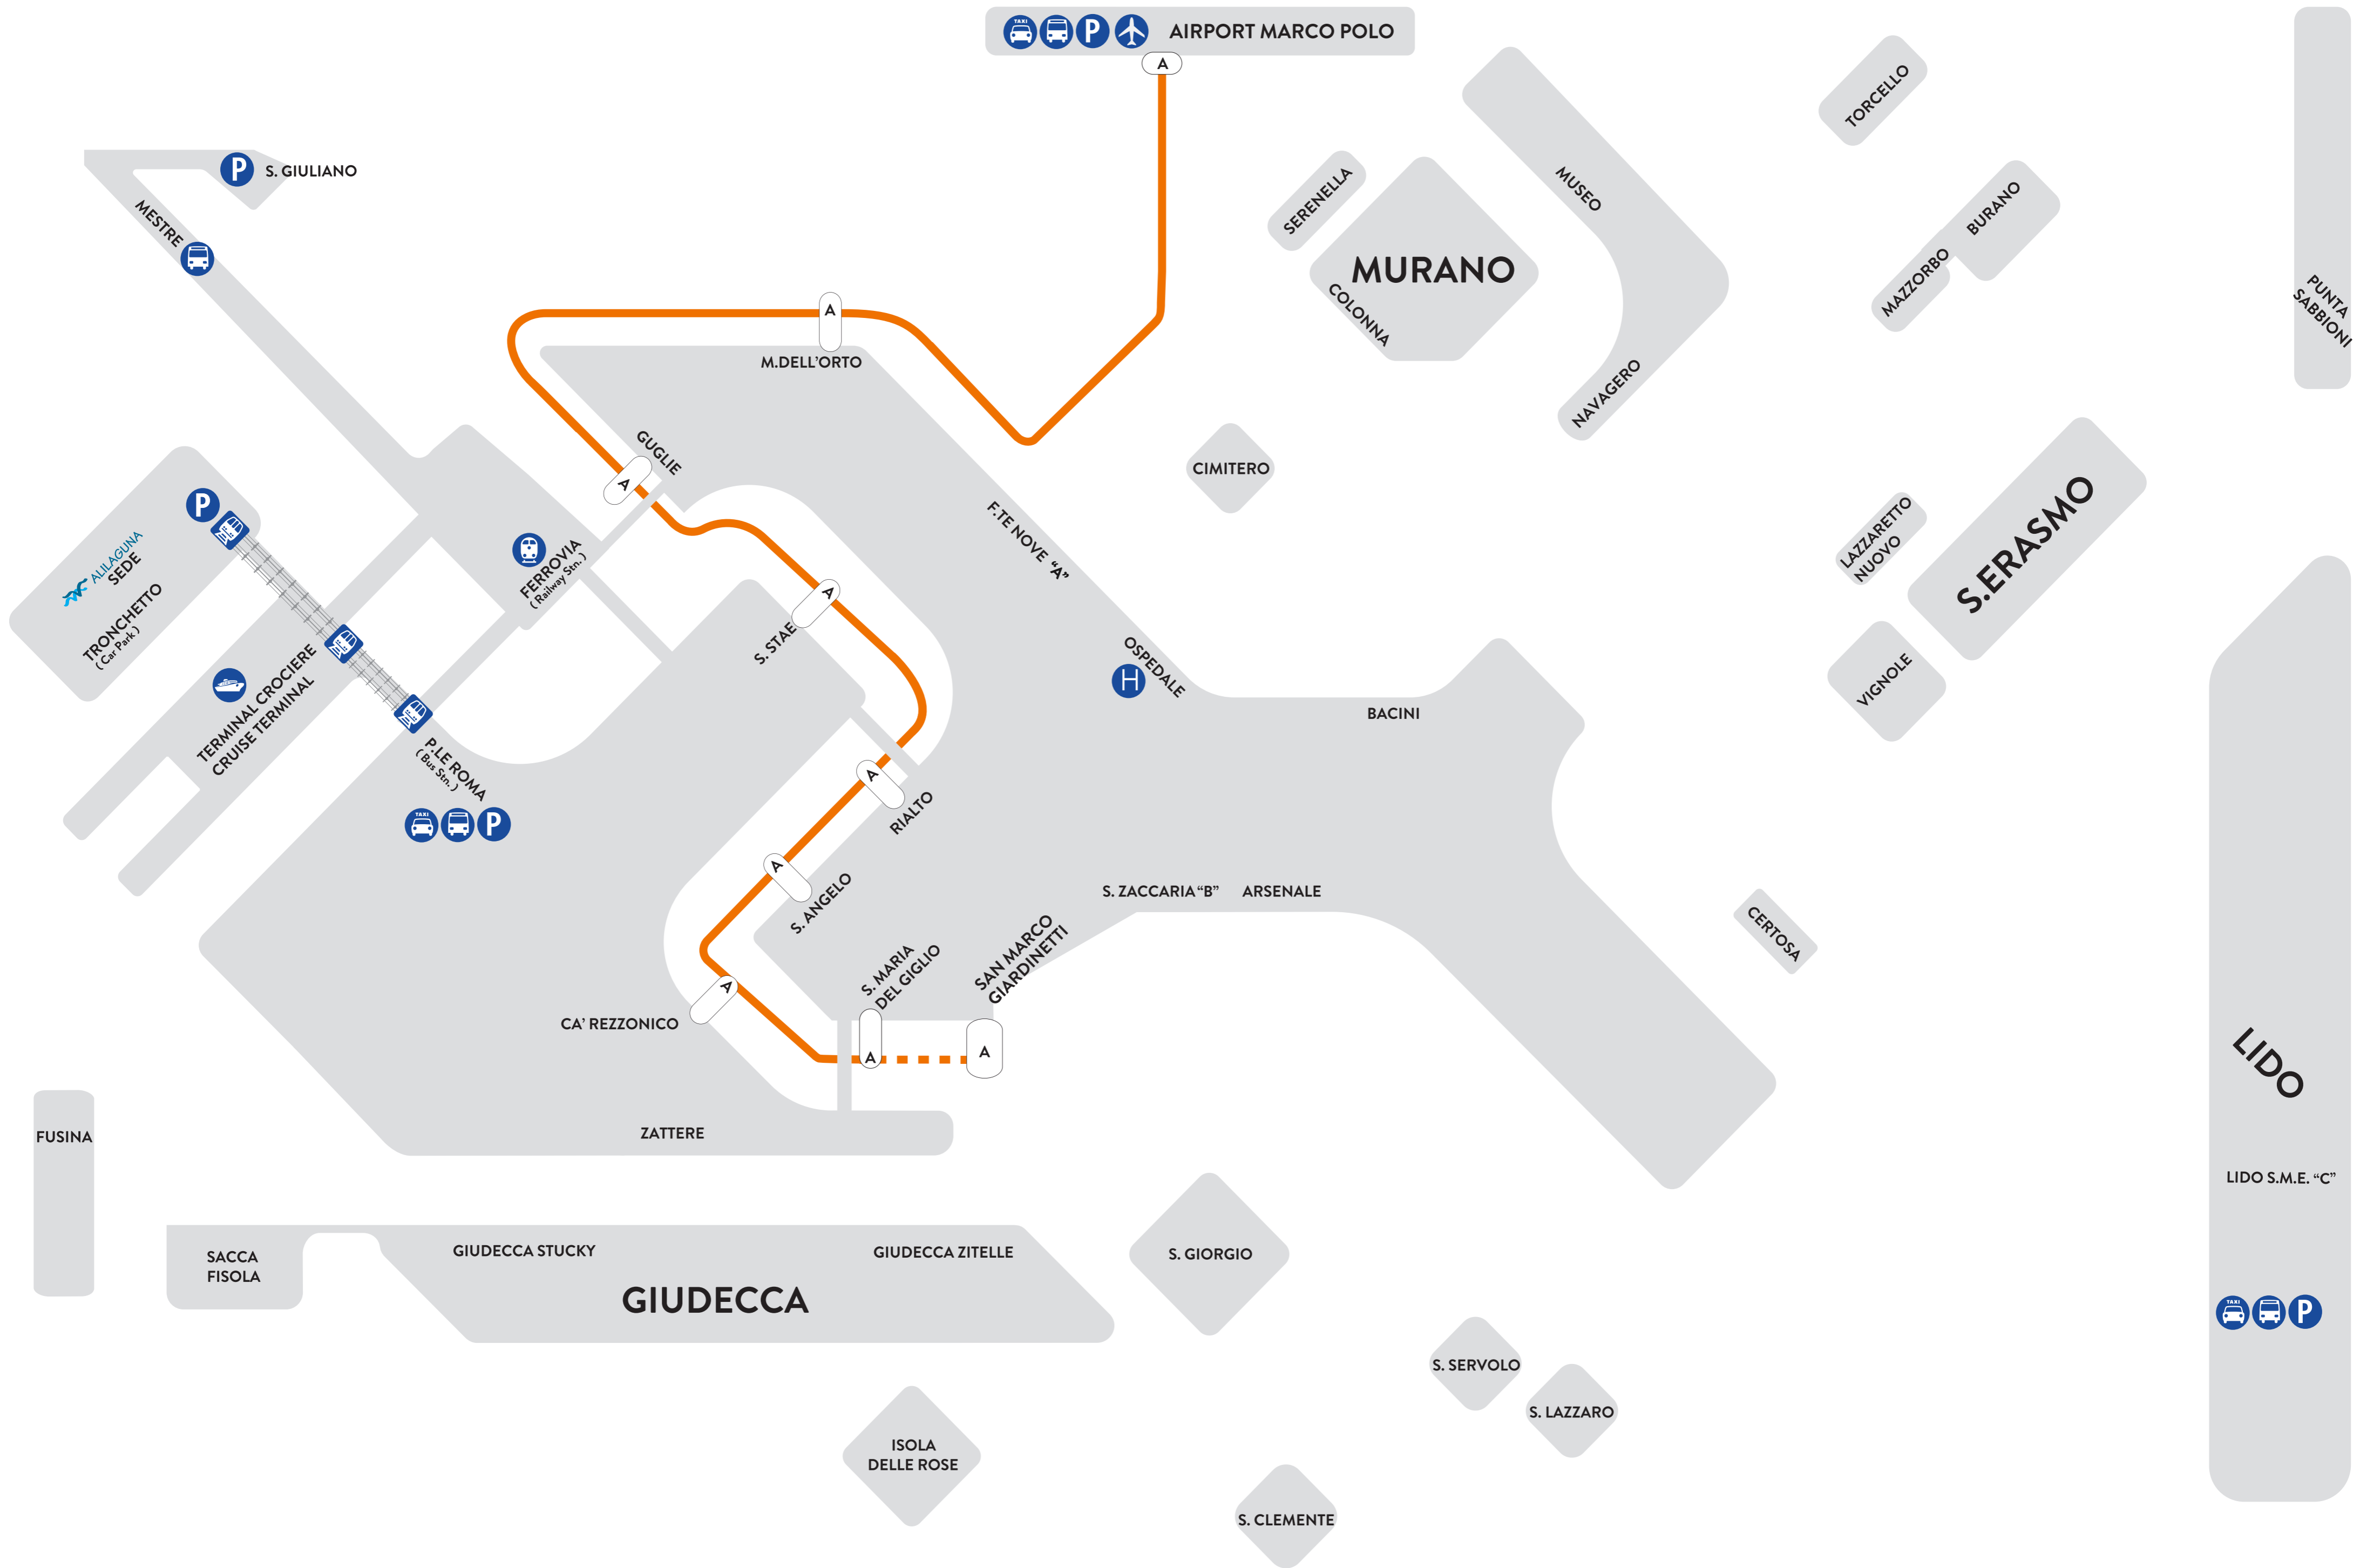 TAXI
P
AIRPORT MARCO POLO
A
TORCELLO
P
S. GIULIANO
MESTRE
SERENELLA
MUSEO
BURANO
MURANO
COLONNA
MAZZORBO
PUNTA
SABBIONI
A
M.DELL'ORTO
NAVAGERO
GUGLIE
A
CIMITERO
P
ALILAGUNA
SEDE
TRONCHETTO
( Car Park )
FERROVIA
( Railway Stn. )
F.TE NOVE “A”
LAZZARETTO
NUOVO
S.ERASMO
A
S. STAE
TERMINAL CROCIERE
CRUISE TERMINAL
OSPEDALE
H
VIGNOLE
P.LE ROMA
( Bus Stn. )
TAXI
P
BACINI
A
RIALTO
A
S. ANGELO
S. ZACCARIA “B”
ARSENALE
CERTOSA
S. MARIA
DEL GIGLIO
SAN MARCO
GIARDINETTI
A
CA’ REZZONICO
A
A
LIDO
FUSINA
ZATTERE
LIDO S.M.E. “C”
SACCA
FISOLA
GIUDECCA STUCKY
GIUDECCA ZITELLE
GIUDECCA
S. GIORGIO
TAXI
P
S. SERVOLO
S. LAZZARO
ISOLA
DELLE ROSE
S. CLEMENTE